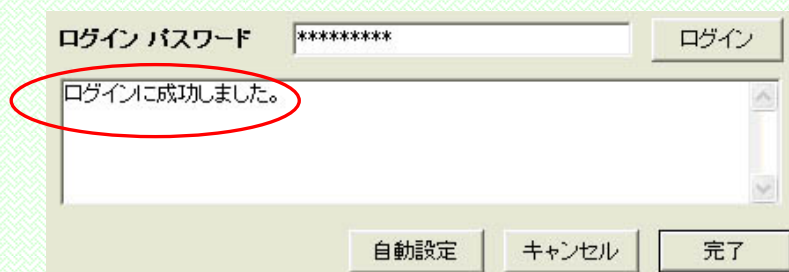 ログイン パスワード ********* ログイン
ログインに成功しました。
自動設定 キャンセル 完了